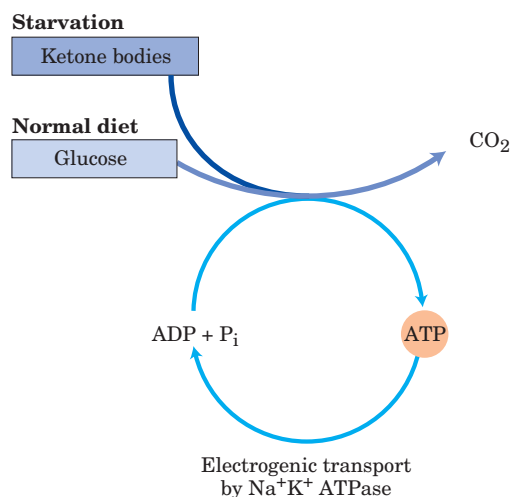 Starvation
Ketone bodies
Normal diet
Glucose
CO₂
ADP + Pᵢ
ATP
Electrogenic transport
by Na⁺K⁺ ATPase